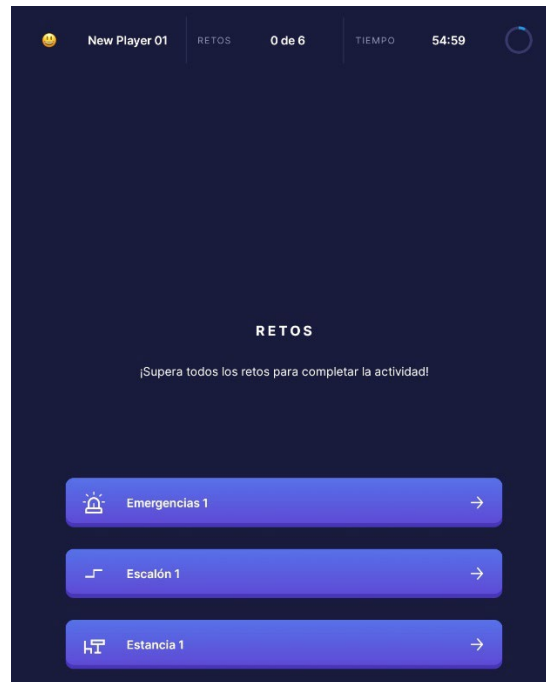 New Player 01 RETOS 0 de 6 TIEMPO 54:59
RETOS
¡Supera todos los retos para completar la actividad!
Emergencias 1
Escalón 1
Estancia 1